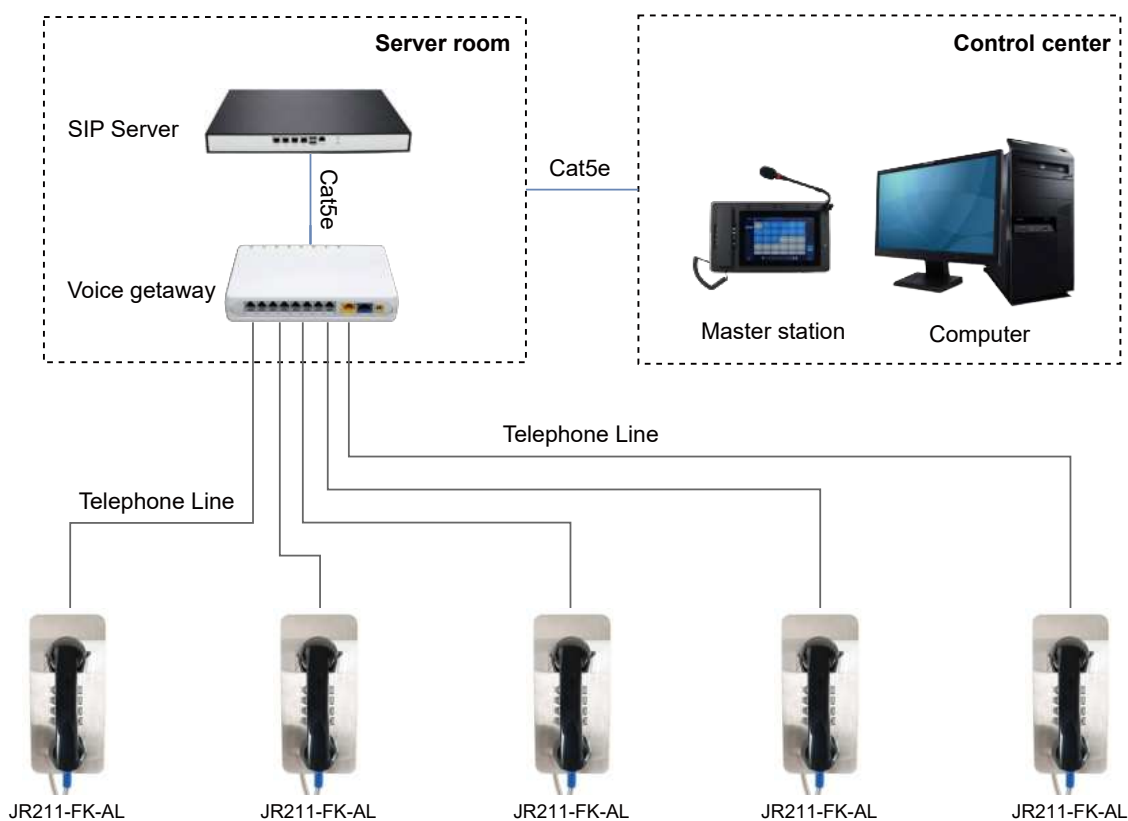 Server room
Control center
SIP Server
Cat5e
Cat5e
Voice getaway
Master station
Computer
Telephone Line
Telephone Line
JR211-FK-AL
JR211-FK-AL
JR211-FK-AL
JR211-FK-AL
JR211-FK-AL